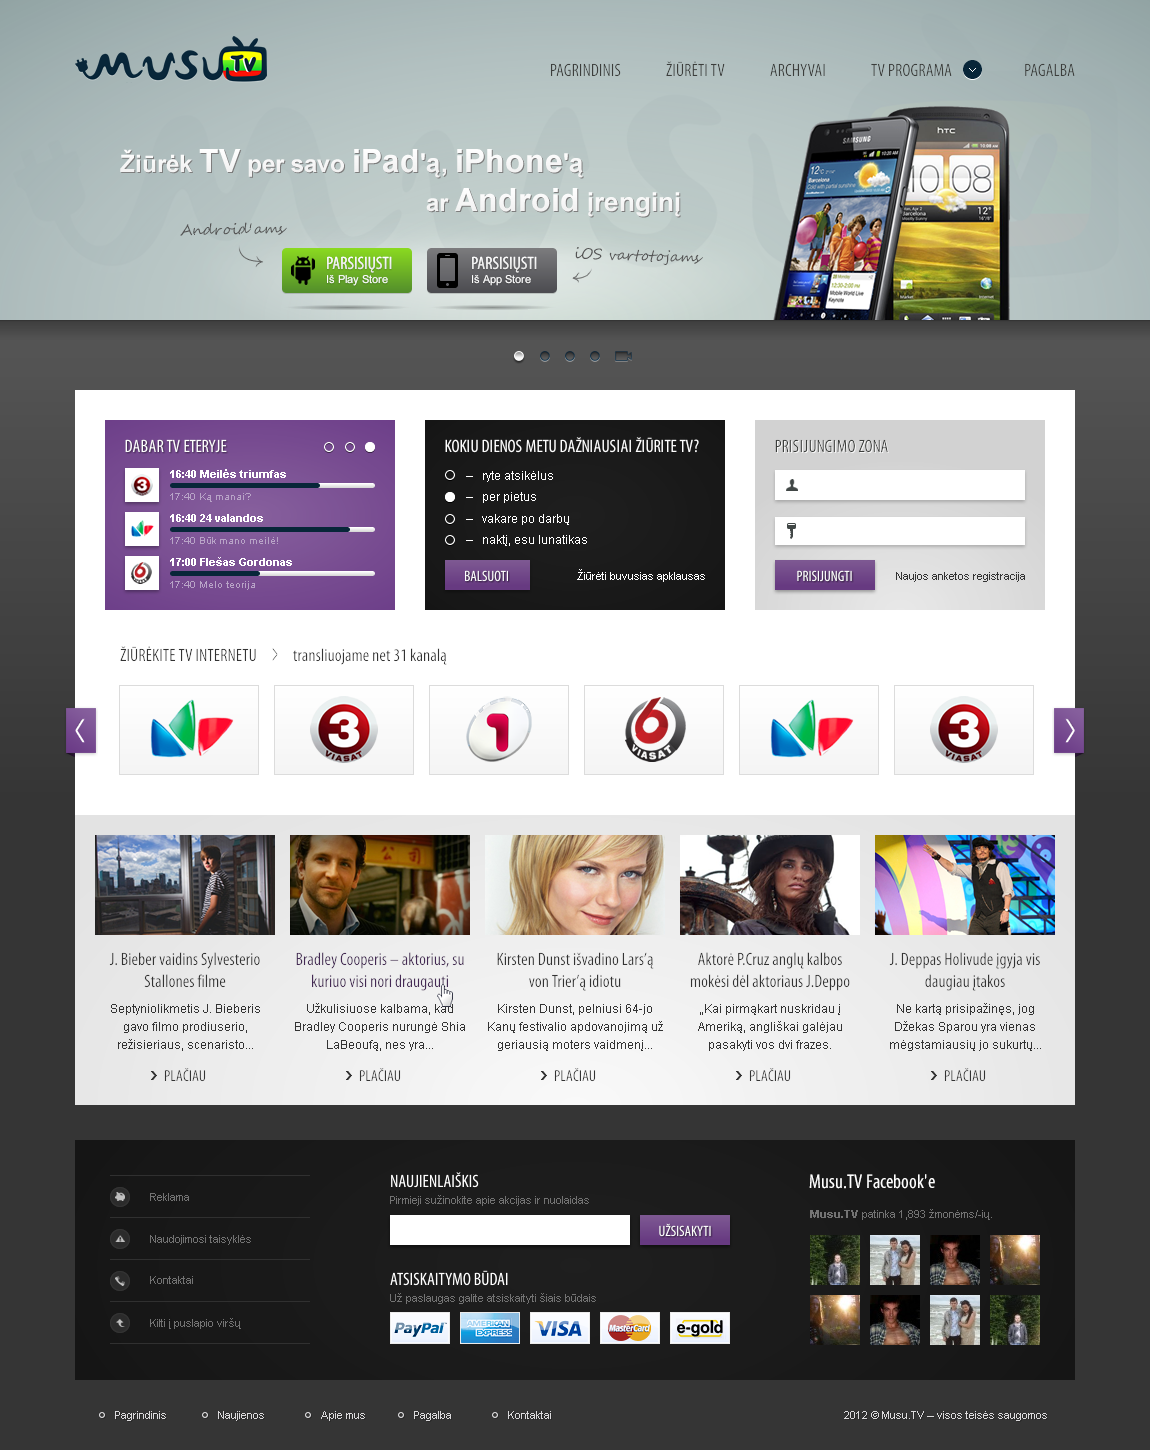 MUSU TV
PAGRINDINIS
ŽIŪRĖTI TV
ARCHYVAI
TV PROGRAMA
PAGALBA
Žiūrėk TV per savo iPad'ą, iPhone'ą
ar Android įrenginį
Android'ams
PARSISIŲSTI
Iš Play Store
PARSISIŲSTI
Iš App Store
iOS vartotojams
SAMSUNG
hTC
10 08
12°
DABAR TV ETERYJE
16:40 Meilės triumfas
17:40 Ką manai?
16:40 24 valandos
17:40 Būk mano meilė!
17:00 Flešas Gordonas
17:40 Melo teorija
KOKIU DIENOS METU DAŽNIAUSIAI ŽIŪRITE TV?
– ryte atsikėlus
– per pietus
– vakare po darbų
– naktį, esu lunatikas
BALSUOTI
Žiūrėti buvusias apklausas
PRISIJUNGIMO ZONA
PRISIJUNGTI
Naujos anketos registracija
ŽIŪRĖKITE TV INTERNETU > transliuojame net 31 kanalą
3 VIASAT
1
6 VIASAT
3 VIASAT
J. Bieber vaidins Sylvesterio
Stallones filme
Septyniolikmetis J. Bieberis
gavo filmo prodiuserio,
režisieriaus, scenaristo...
PLAČIAU
Bradley Cooperis – aktorius, su
kuriuo visi nori draugauti
Užkulisiuose kalbama, kad
Bradley Cooperis nurungė Shia
LaBeoufą, nes yra...
PLAČIAU
Kirsten Dunst išvadino Lars'ą
von Trier'ą idiotu
Kirsten Dunst, pelniusi 64-jo
Kanų festivalio apdovanojimą už
geriausią moters vaidmenį...
PLAČIAU
Aktorė P.Cruz anglų kalbos
mokėsi dėl aktoriaus J.Deppo
„Kai pirmąkart nuskridau į
Ameriką, angliškai galėjau
pasakyti vos dvi frazes.
PLAČIAU
J. Deppas Holivude įgyja vis
daugiau įtakos
Ne kartą prisipažinęs, jog
Džekas Sparou yra vienas
mėgstamiausių jo sukurtų...
PLAČIAU
Reklama
Naudojimosi taisyklės
Kontaktai
Kilti į puslapio viršų
NAUJIENLAIŠKIS
Pirmieji sužinokite apie akcijas ir nuolaidas
UŽSISAKYTI
ATSISKAITYMO BŪDAI
Už paslaugas galite atsiskaityti šiais būdais
PayPal
AMERICAN EXPRESS
VISA
MasterCard
e-gold
Musu.TV Facebook'e
Musu.TV patinka 1,893 žmonėms/-ių.
Pagrindinis
Naujienos
Apie mus
Pagalba
Kontaktai
2012 © Musu.TV – visos teisės saugomos